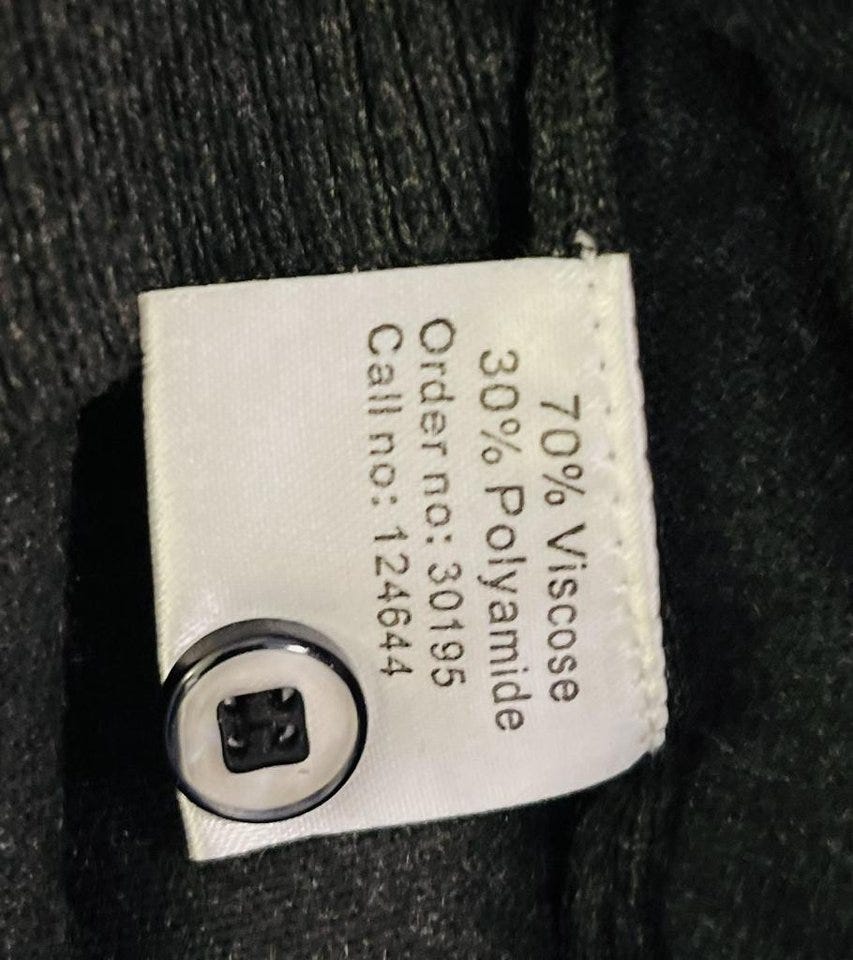 70% Viscose
30% Polyamide
Order no: 30195
Call no: 124644